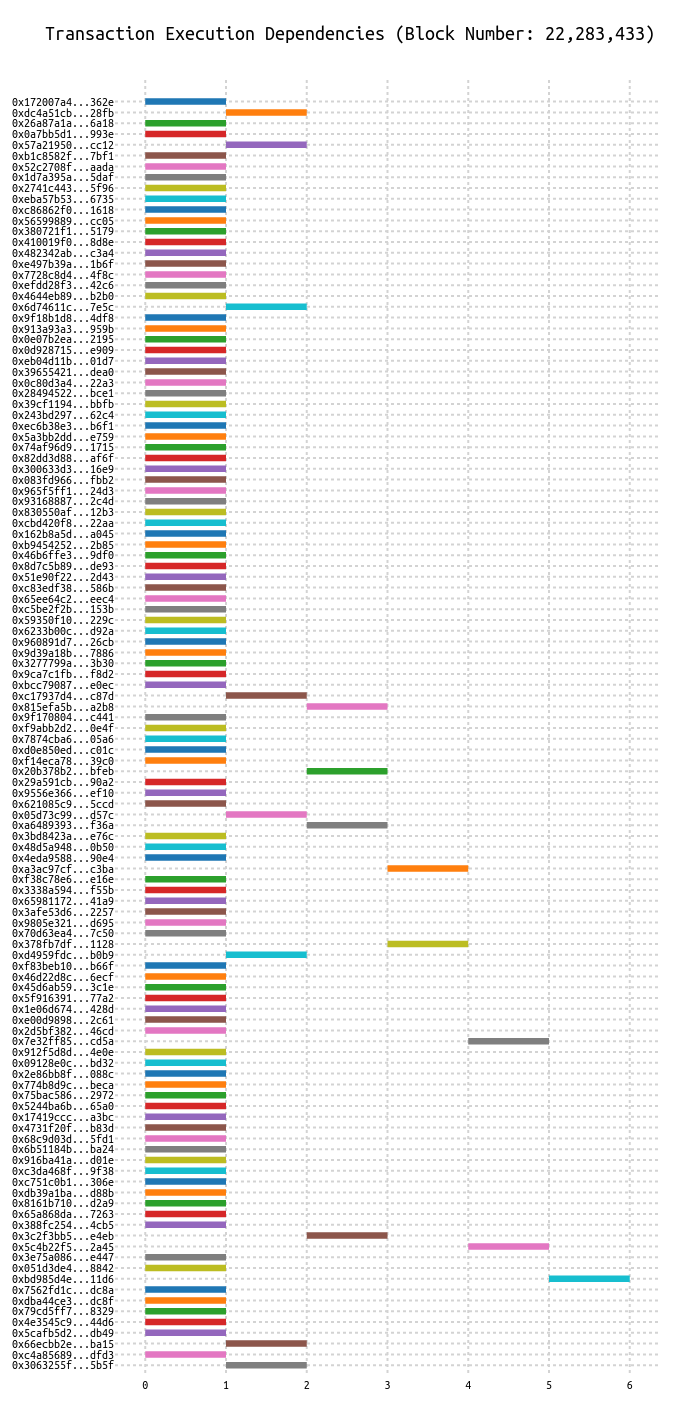 Transaction Execution Dependencies (Block Number: 22,283,433)
0x172007a4...362e
0xdc4a51cb...28fb
0x26a87a1a...6a18
0x0a7bb5d1...993e
0x57a21950...cc12
0xb1c8582f...7bf1
0x52c2708f...aada
0x1d7a395a...5daf
0x2741c443...5f96
0xeba57b53...6735
0xc86862f0...1618
0x56599889...cc05
0x380721f1...5179
0x410019f0...8d8e
0x482342ab...c3a4
0xe497b39a...1b6f
0x7728c8d4...4f8c
0xefdd28f3...42c6
0x4644eb89...b2b0
0x6d74611c...7e5c
0x9f18b1d8...4df8
0x913a93a3...959b
0x0e07b2ea...2195
0x0d928715...e909
0xeb04d11b...01d7
0x39655421...dea0
0x0c80d3a4...22a3
0x28494522...bce1
0x39cf1194...bbfb
0x243bd297...62c4
0xec6b38e3...b6f1
0x5a3bb2dd...e759
0x74af96d9...1715
0x82dd3d88...af6f
0x300633d3...16e9
0x083fd966...fbb2
0x965f5ff1...24d3
0x93168887...2c4d
0x830550af...12b3
0xcbd420f8...22aa
0x162b8a5d...a045
0xb9454252...2b85
0x46b6ffe3...9df0
0x8d7c5b89...de93
0x51e90f22...2d43
0xc83edf38...586b
0x65ee64c2...eec4
0xc5be2f2b...153b
0x59350f10...229c
0x6233b00c...d92a
0x960891d7...26cb
0x9d39a18b...7886
0x3277799a...3b30
0x9ca7c1fb...f8d2
0xbcc79087...e0ec
0xc17937d4...c87d
0x815efa5b...a2b8
0x9f170804...c441
0xf9abb2d2...0e4f
0x7874cba6...05a6
0xd0e850ed...c01c
0xf14eca78...39c0
0x20b378b2...bfeb
0x29a591cb...90a2
0x9556e366...ef10
0x621085c9...5ccd
0x05d73c99...d57c
0xa6489393...f36a
0x3bd8423a...e76c
0x48d5a948...0b50
0x4eda9588...90e4
0xa3ac97cf...c3ba
0xf38c78e6...e16e
0x3338a594...f55b
0x65981172...41a9
0x3afe53d6...2257
0x9805e321...d695
0x70d63ea4...7c50
0x378fb7df...1128
0xd4959fdc...b0b9
0xf83beb10...b66f
0x46d22d8c...6ecf
0x45d6ab59...3c1e
0x5f916391...77a2
0x1e06d674...428d
0xe00d9898...2c61
0x2d5bf382...46cd
0x7e32ff85...cd5a
0x912f5d8d...4e0e
0x09128e0c...bd32
0x2e86bb8f...088c
0x774b8d9c...beca
0x75bac586...2972
0x5244ba6b...65a0
0x17419ccc...a3bc
0x4731f20f...b83d
0x68c9d03d...5fd1
0x6b51184b...ba24
0x916ba41a...d01e
0xc3da468f...9f38
0xc751c0b1...306e
0xdb39a1ba...d88b
0x8161b710...d2a9
0x65a868da...7263
0x388fc254...4cb5
0x3c2f3bb5...e4eb
0x5c4b22f5...2a45
0x3e75a086...e447
0x051d3de4...8842
0xbd985d4e...11d6
0x7562fd1c...dc8a
0xdba44ce3...dc8f
0x79cd5ff7...8329
0x4e3545c9...44d6
0x5cafb5d2...db49
0x66ecbb2e...ba15
0xc4a85689...dfd3
0x3063255f...5b5f
0 1 2 3 4 5 6